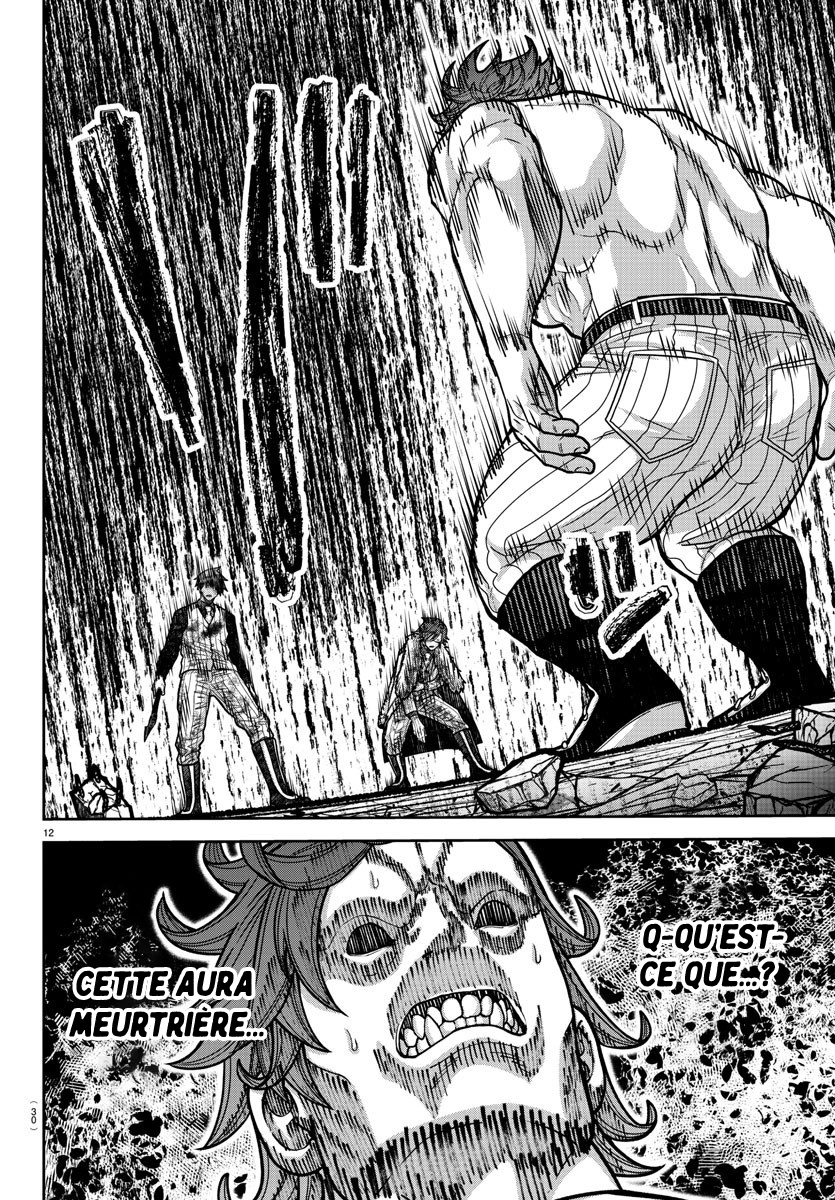 12
Q-QU'EST-
CE QUE...?
CETTE AURA
MEURTRIÈRE...
(30)